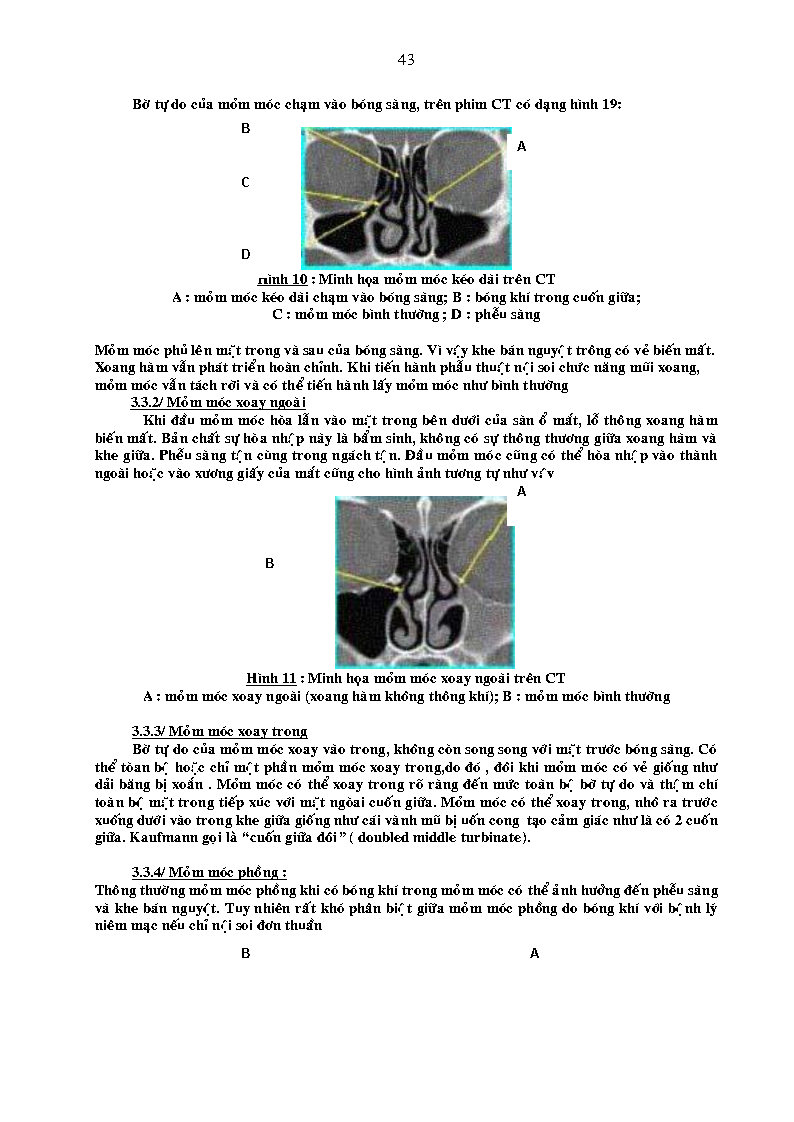 43
Bờ tự do của mỏm móc chạm vào bóng sàng, trên phim CT có dạng hình 19:
B
A
C
D
Hình 10 : Minh họa mỏm móc kéo dài trên CT
A : mỏm móc kéo dài chạm vào bóng sàng; B : bóng khí trong cuốn giữa;
C : mỏm móc bình thường ; D : phễu sàng
Mỏm móc phủ lên mặt trong và sau của bóng sàng. Vì vậy khe bán nguyệt trông có vẻ biến mất.
Xoang hàm vẫn phát triển hoàn chỉnh. Khi tiến hành phẫu thuật nội soi chức năng mũi xoang,
mỏm móc vẫn tách rời và có thể tiến hành lấy mỏm móc như bình thường
3.3.2/ Mỏm móc xoay ngoài
Khi đầu mỏm móc hòa lẫn vào mặt trong bên dưới của sàn ổ mắt, lỗ thông xoang hàm
biến mất. Bản chất sự hòa nhập này là bẩm sinh, không có sự thông thương giữa xoang hàm và
khe giữa. Phễu sàng tận cùng trong ngách tận. Đầu mỏm móc cũng có thể hòa nhập vào thành
ngoài hoặc vào xương giấy của mắt cũng cho hình ảnh tương tự như vậy
A
B
Hình 11 : Minh họa mỏm móc xoay ngoài trên CT
A : mỏm móc xoay ngoài (xoang hàm không thông khí); B : mỏm móc bình thường
3.3.3/ Mỏm móc xoay trong
Bờ tự do của mỏm móc xoay vào trong, không còn song song với mặt trước bóng sàng. Có
thể tòan bộ hoặc chỉ một phần mỏm móc xoay trong,do đó , đôi khi mỏm móc có vẻ giống như
dải băng bị xoắn . Mỏm móc có thể xoay trong rõ ràng đến mức toàn bộ bờ tự do và thậm chí
toàn bộ mặt trong tiếp xúc với mặt ngòai cuốn giữa. Mỏm móc có thể xoay trong, nhô ra trước
xuống dưới vào trong khe giữa giống như cái vành mũ bị uốn cong tạo cảm giác như là có 2 cuốn
giữa. Kaufmann gọi là “cuốn giữa đôi” ( doubled middle turbinate).
3.3.4/ Mỏm móc phồng :
Thông thường mỏm móc phồng khi có bóng khí trong mỏm móc có thể ảnh hưởng đến phễu sàng
và khe bán nguyệt. Tuy nhiên rất khó phân biệt giữa mỏm móc phồng do bóng khí với bệnh lý
niêm mạc nếu chỉ nội soi đơn thuần
B
A